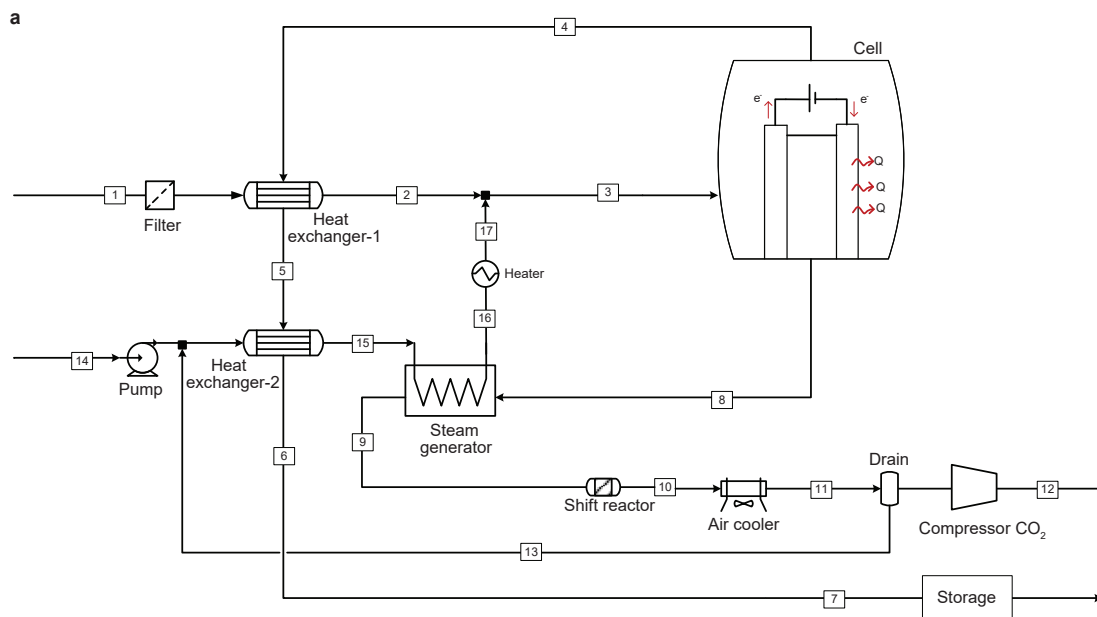 a
4
Cell
e-
e-
Q
Q
Q
1
Filter
Heat
exchanger-1
2
3
17
5
Heater
16
14
Pump
Heat
exchanger-2
15
8
Steam
generator
9
6
Drain
Shift reactor
10
Air cooler
11
12
Compressor CO₂
13
7
Storage